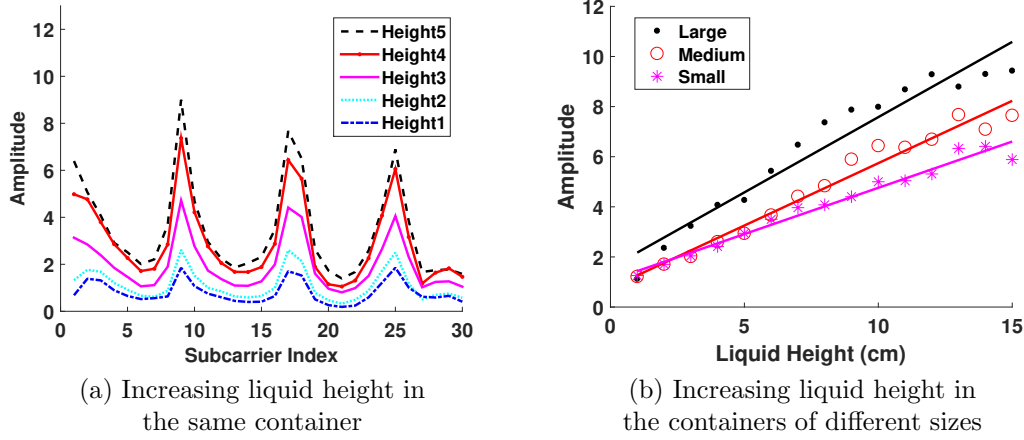 12
10
8
6
4
2
0
Amplitude
Height5
Height4
Height3
Height2
Height1
0 5 10 15 20 25 30
Subcarrier Index
(a) Increasing liquid height in
the same container
12
10
8
6
4
2
0
Amplitude
Large
Medium
Small
0 5 10 15
Liquid Height (cm)
(b) Increasing liquid height in
the containers of different sizes